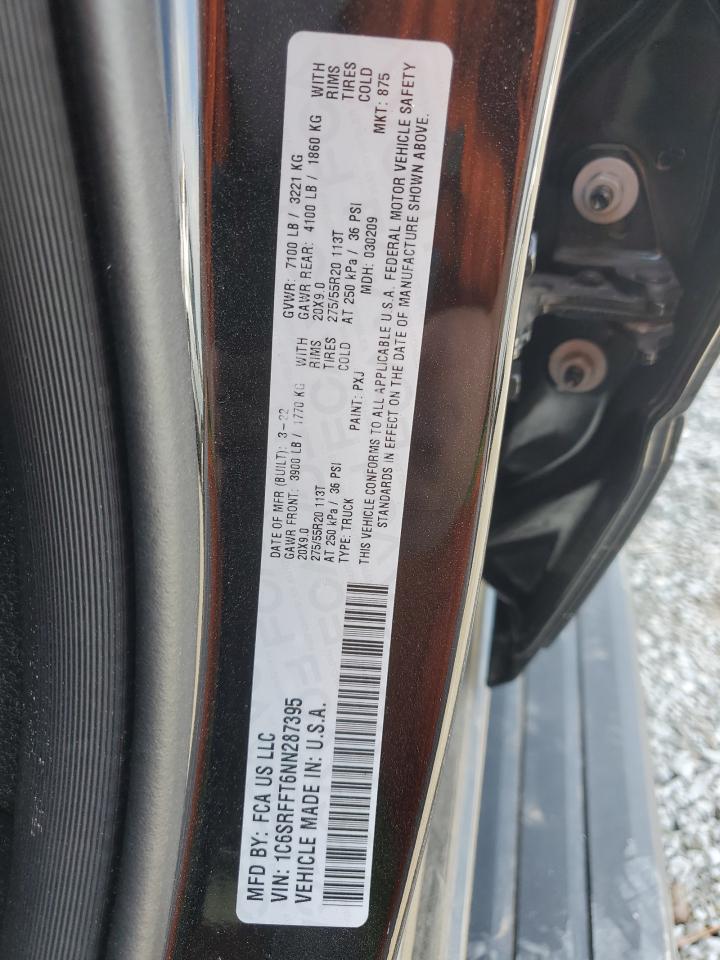 MFD BY: FCA US LLC
VIN: 1C6SRFFT6NN287395
VEHICLE MADE IN: U.S.A.
DATE OF MFR (BUILT): 3-22
GAWR FRONT: 3900 LB / 1770 KG WITH
20X9.0 RIMS
275/55R20 113T TIRES
AT 250 kPa / 36 PSI COLD
TYPE: TRUCK PAINT: PXJ
GVWR: 7100 LB / 3221 KG
GAWR REAR: 4100 LB / 1860 KG WITH
20X9.0 RIMS
275/55R20 113T TIRES
AT 250 kPa / 36 PSI COLD
MDH: 030209 MKT: 875
THIS VEHICLE CONFORMS TO ALL APPLICABLE U.S.A. FEDERAL MOTOR VEHICLE SAFETY
STANDARDS IN EFFECT ON THE DATE OF MANUFACTURE SHOWN ABOVE.